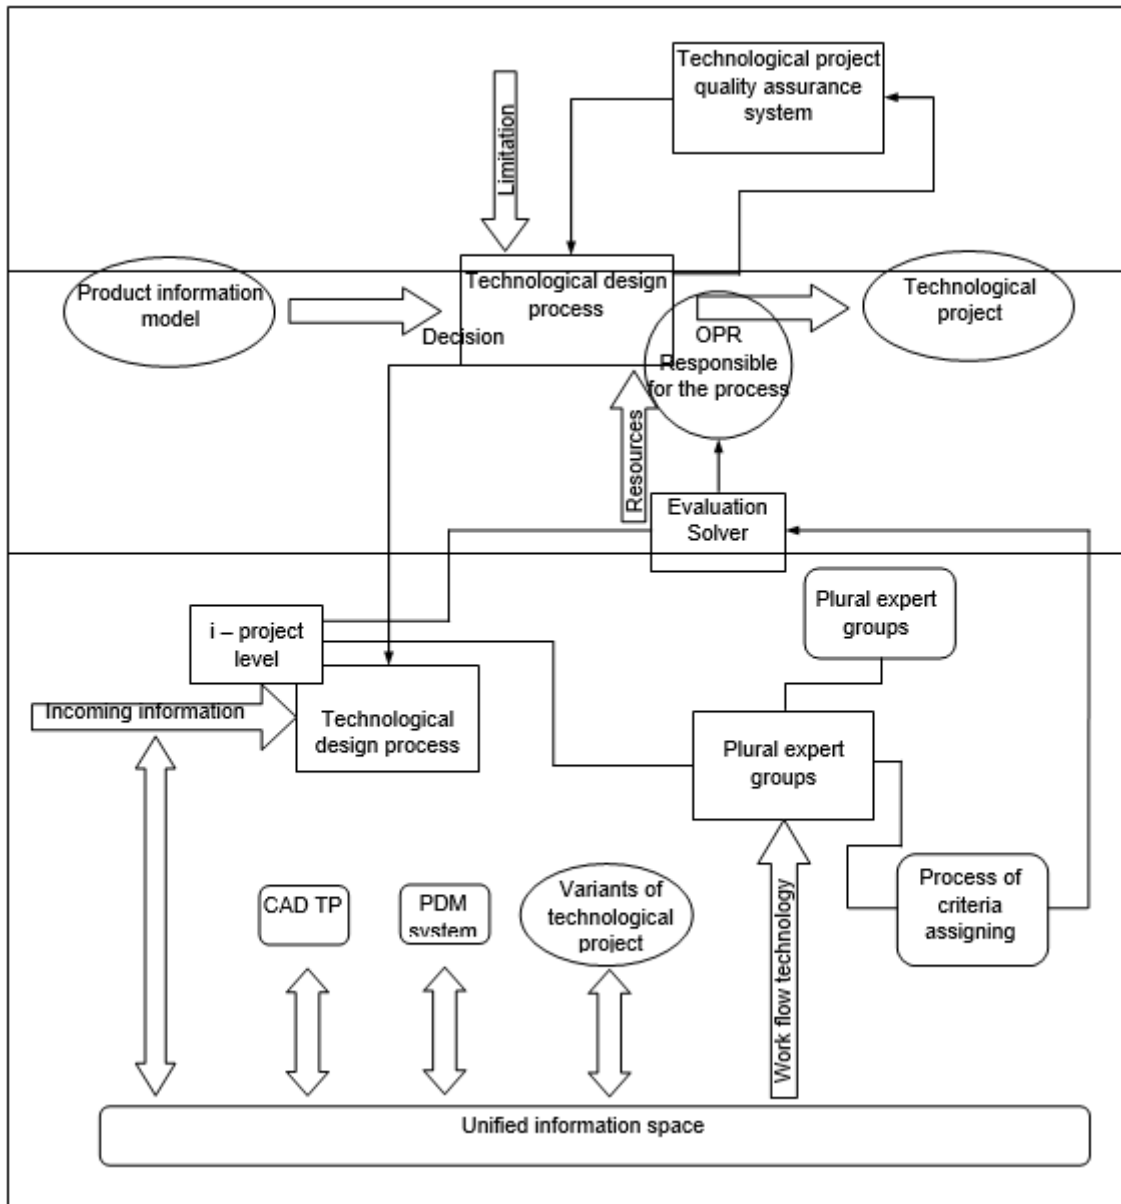 Technological project
quality assurance
system
Limitation
Product information
model
Technological design
process
Decision
Technological
project
OPR
Responsible
for the process
Resources
Evaluation
Solver
Plural expert
groups
i – project
level
Incoming information
Technological
design process
Plural expert
groups
Process of
criteria
assigning
CAD TP
PDM
system
Variants of
technological
project
Work flow technology
Unified information space